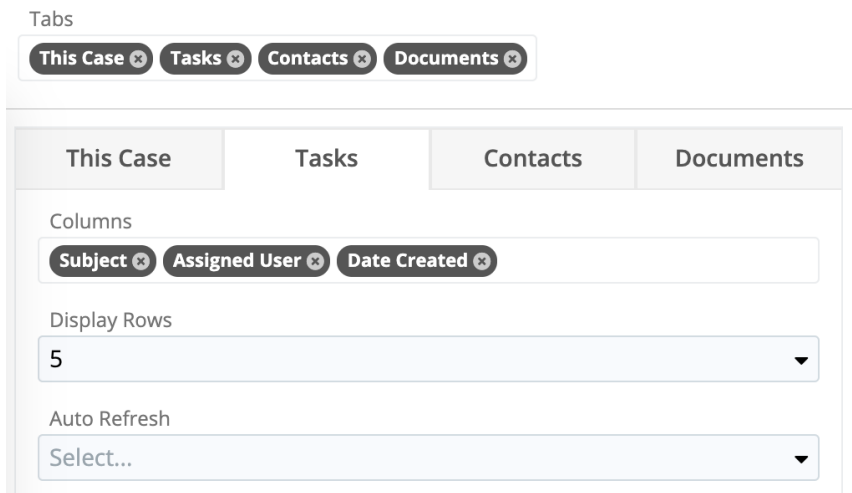 Tabs
This Case Tasks Contacts Documents
This Case Tasks Contacts Documents
Columns
Subject Assigned User Date Created
Display Rows
5
Auto Refresh
Select...